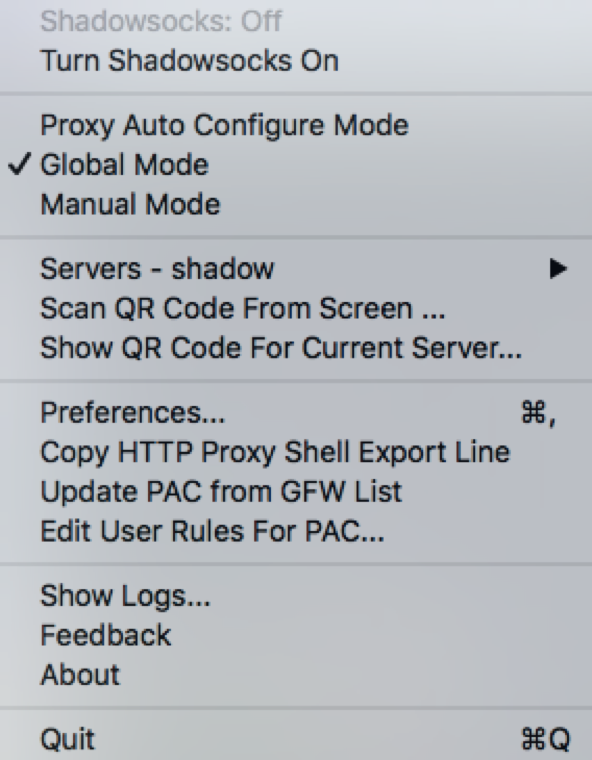 Shadowsocks: Off
Turn Shadowsocks On
Proxy Auto Configure Mode
✓ Global Mode
Manual Mode
Servers - shadow ▶
Scan QR Code From Screen ...
Show QR Code For Current Server...
Preferences... ⌘,
Copy HTTP Proxy Shell Export Line
Update PAC from GFW List
Edit User Rules For PAC...
Show Logs...
Feedback
About
Quit ⌘Q